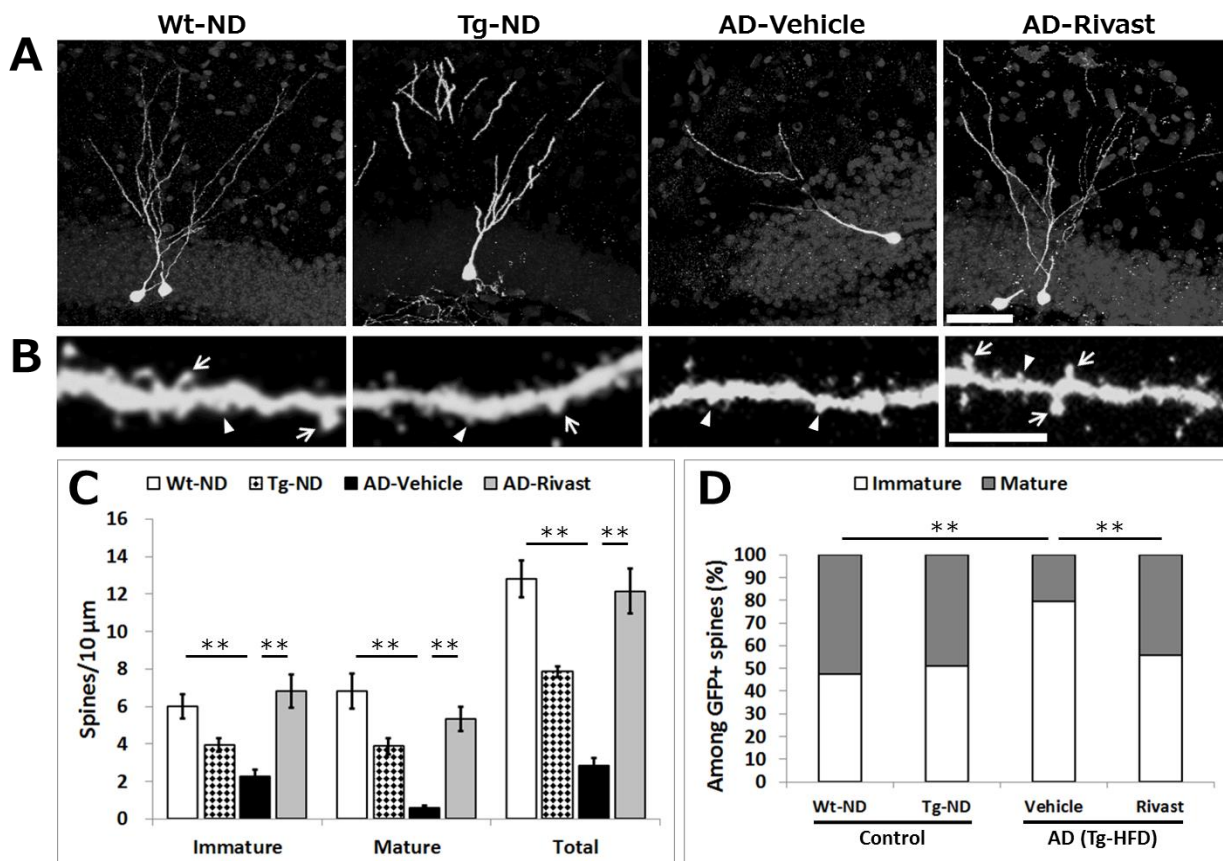 Wt-ND Tg-ND AD-Vehicle AD-Rivast
A
B
C
Wt-ND Tg-ND AD-Vehicle AD-Rivast
Spines/10 µm
16
14
12
10
8
6
4
2
0
** ** ** ** ** **
Immature Mature Total
D
Immature Mature
** **
Among GFP+ spines (%)
100
90
80
70
60
50
40
30
20
10
0
Wt-ND Tg-ND Vehicle Rivast
Control AD (Tg-HFD)